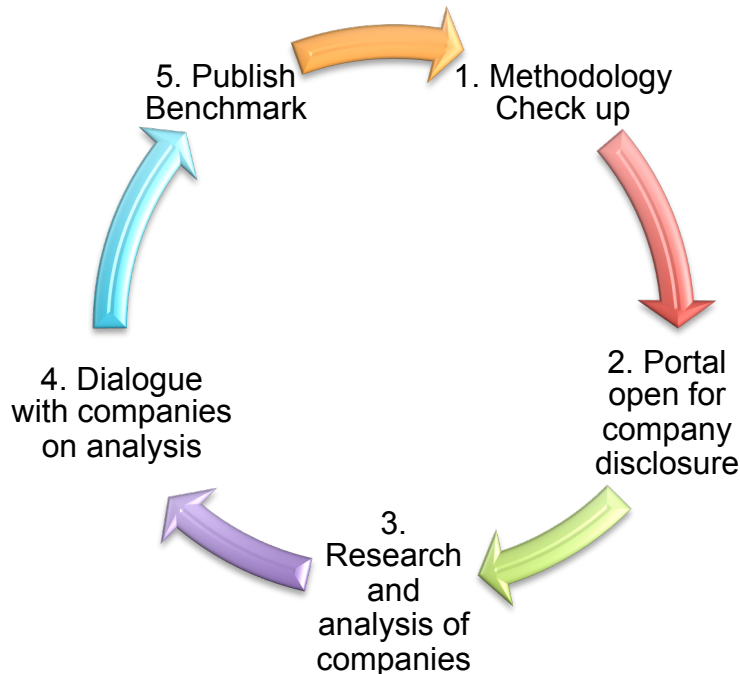 1. Methodology
Check up
2. Portal
open for
company
disclosure
3.
Research
and
analysis of
companies
4. Dialogue
with companies
on analysis
5. Publish
Benchmark